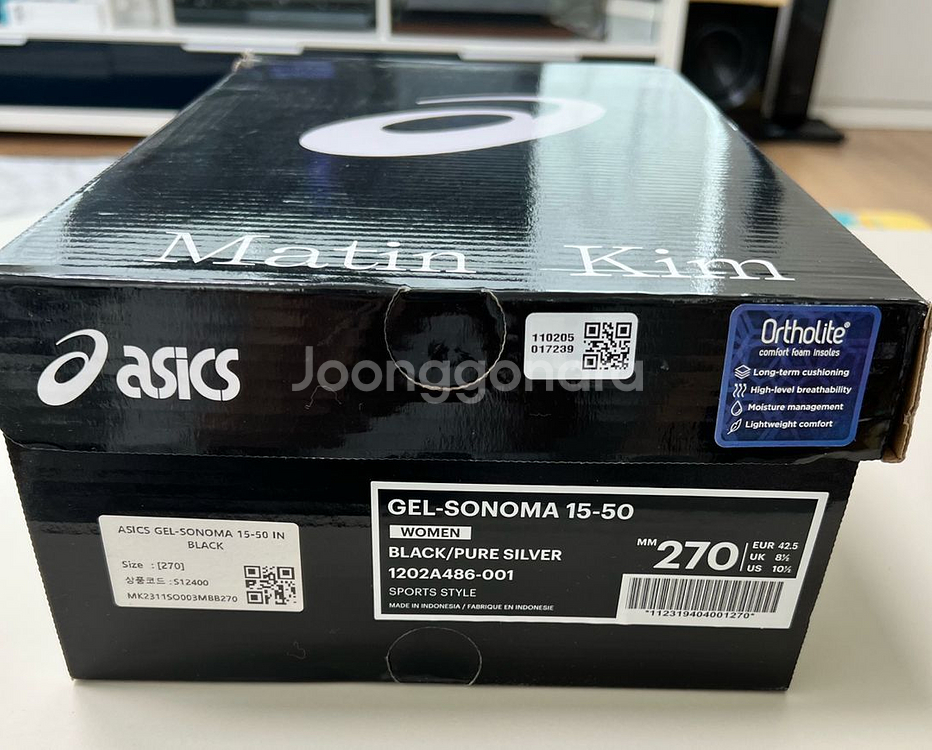 Matin Kim
asics
Joonggonara
110205
017239
Ortholite®
comfort foam insoles
Long-term cushioning
High-level breathability
Moisture management
Lightweight comfort
ASICS GEL-SONOMA 15-50 IN
BLACK
Size : [270]
상품코드 : S12400
MK2311SO003MBB270
GEL-SONOMA 15-50
WOMEN
BLACK/PURE SILVER
1202A486-001
SPORTS STYLE
MADE IN INDONESIA / FABRIQUE EN INDONESIE
MM 270
EUR 42.5
UK 8½
US 10½
*112319404001270*